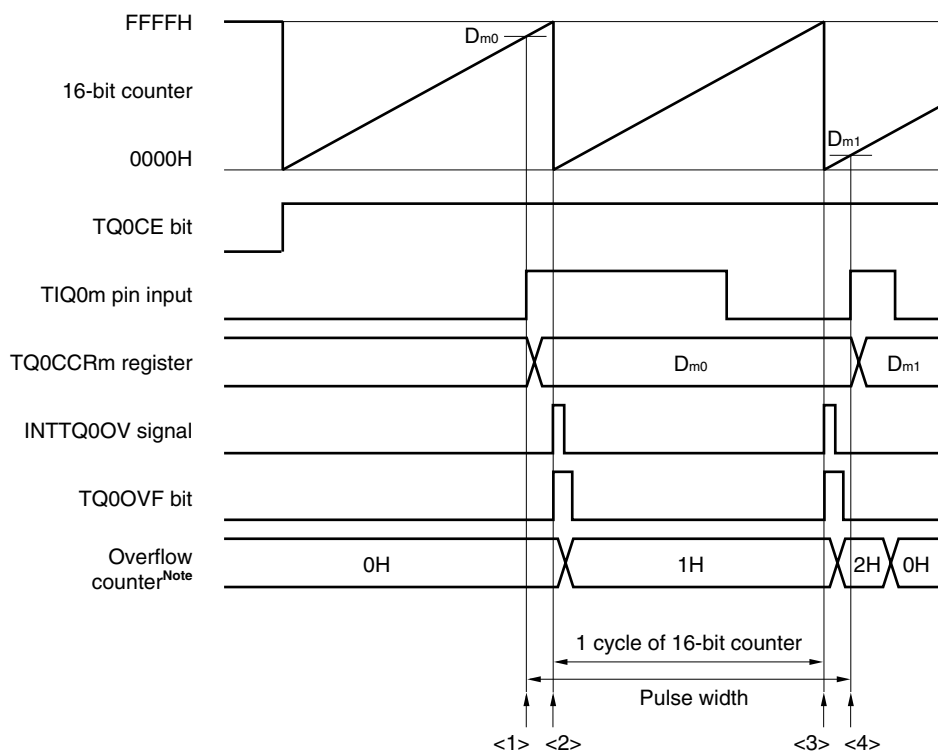 FFFFH
Dm0
16-bit counter
0000H
Dm1
TQ0CE bit
TIQ0m pin input
TQ0CCRm register
Dm0
Dm1
INTTQ0OV signal
TQ0OVF bit
Overflow
counterNote
0H
1H
2H
0H
1 cycle of 16-bit counter
Pulse width
<1> <2> <3> <4>